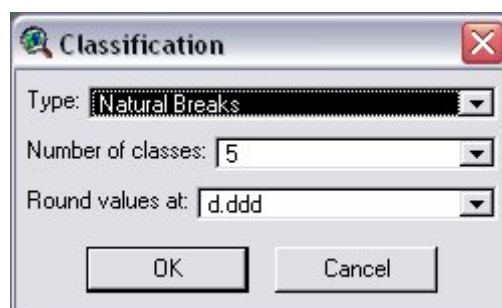 Classification
Type: Natural Breaks
Number of classes: 5
Round values at: d.ddd
OK Cancel